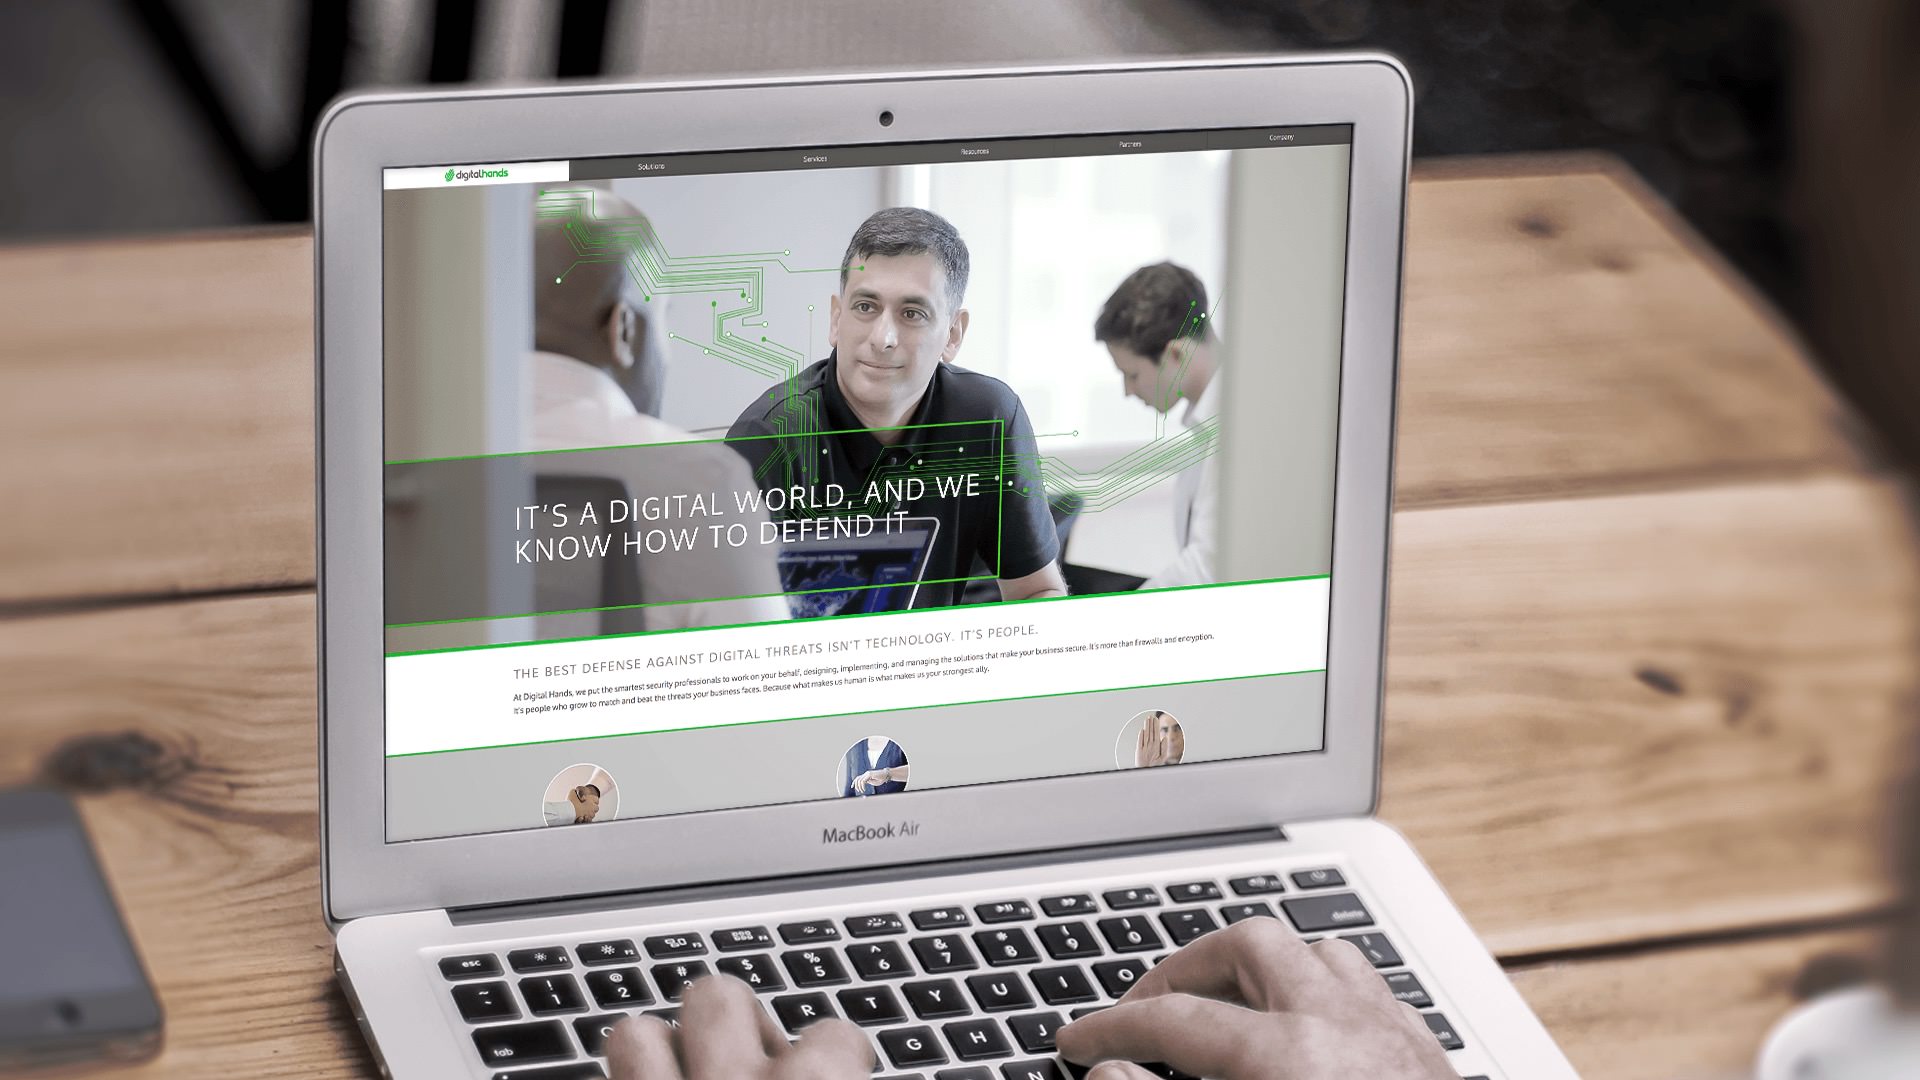 digitalhands
Solutions
Services
Resources
Partners
Company
IT'S A DIGITAL WORLD, AND WE
KNOW HOW TO DEFEND IT
THE BEST DEFENSE AGAINST DIGITAL THREATS ISN'T TECHNOLOGY. IT'S PEOPLE.
At Digital Hands, we put the smartest security professionals to work on your behalf, designing, implementing, and managing the solutions that make your business secure. It's more than firewalls and encryption.
It's people who grow to match and beat the threats your business faces. Because what makes us human is what makes us your strongest ally.
MacBook Air
esc F1 F2 F3 F4 F5 F6 F7 F8
delete
~ ! 1 @ 2 # 3 $ 4 % 5 ^ 6 & 7 * 8 ( 9 ) 0
tab R T Y U I O
return
G H J
N